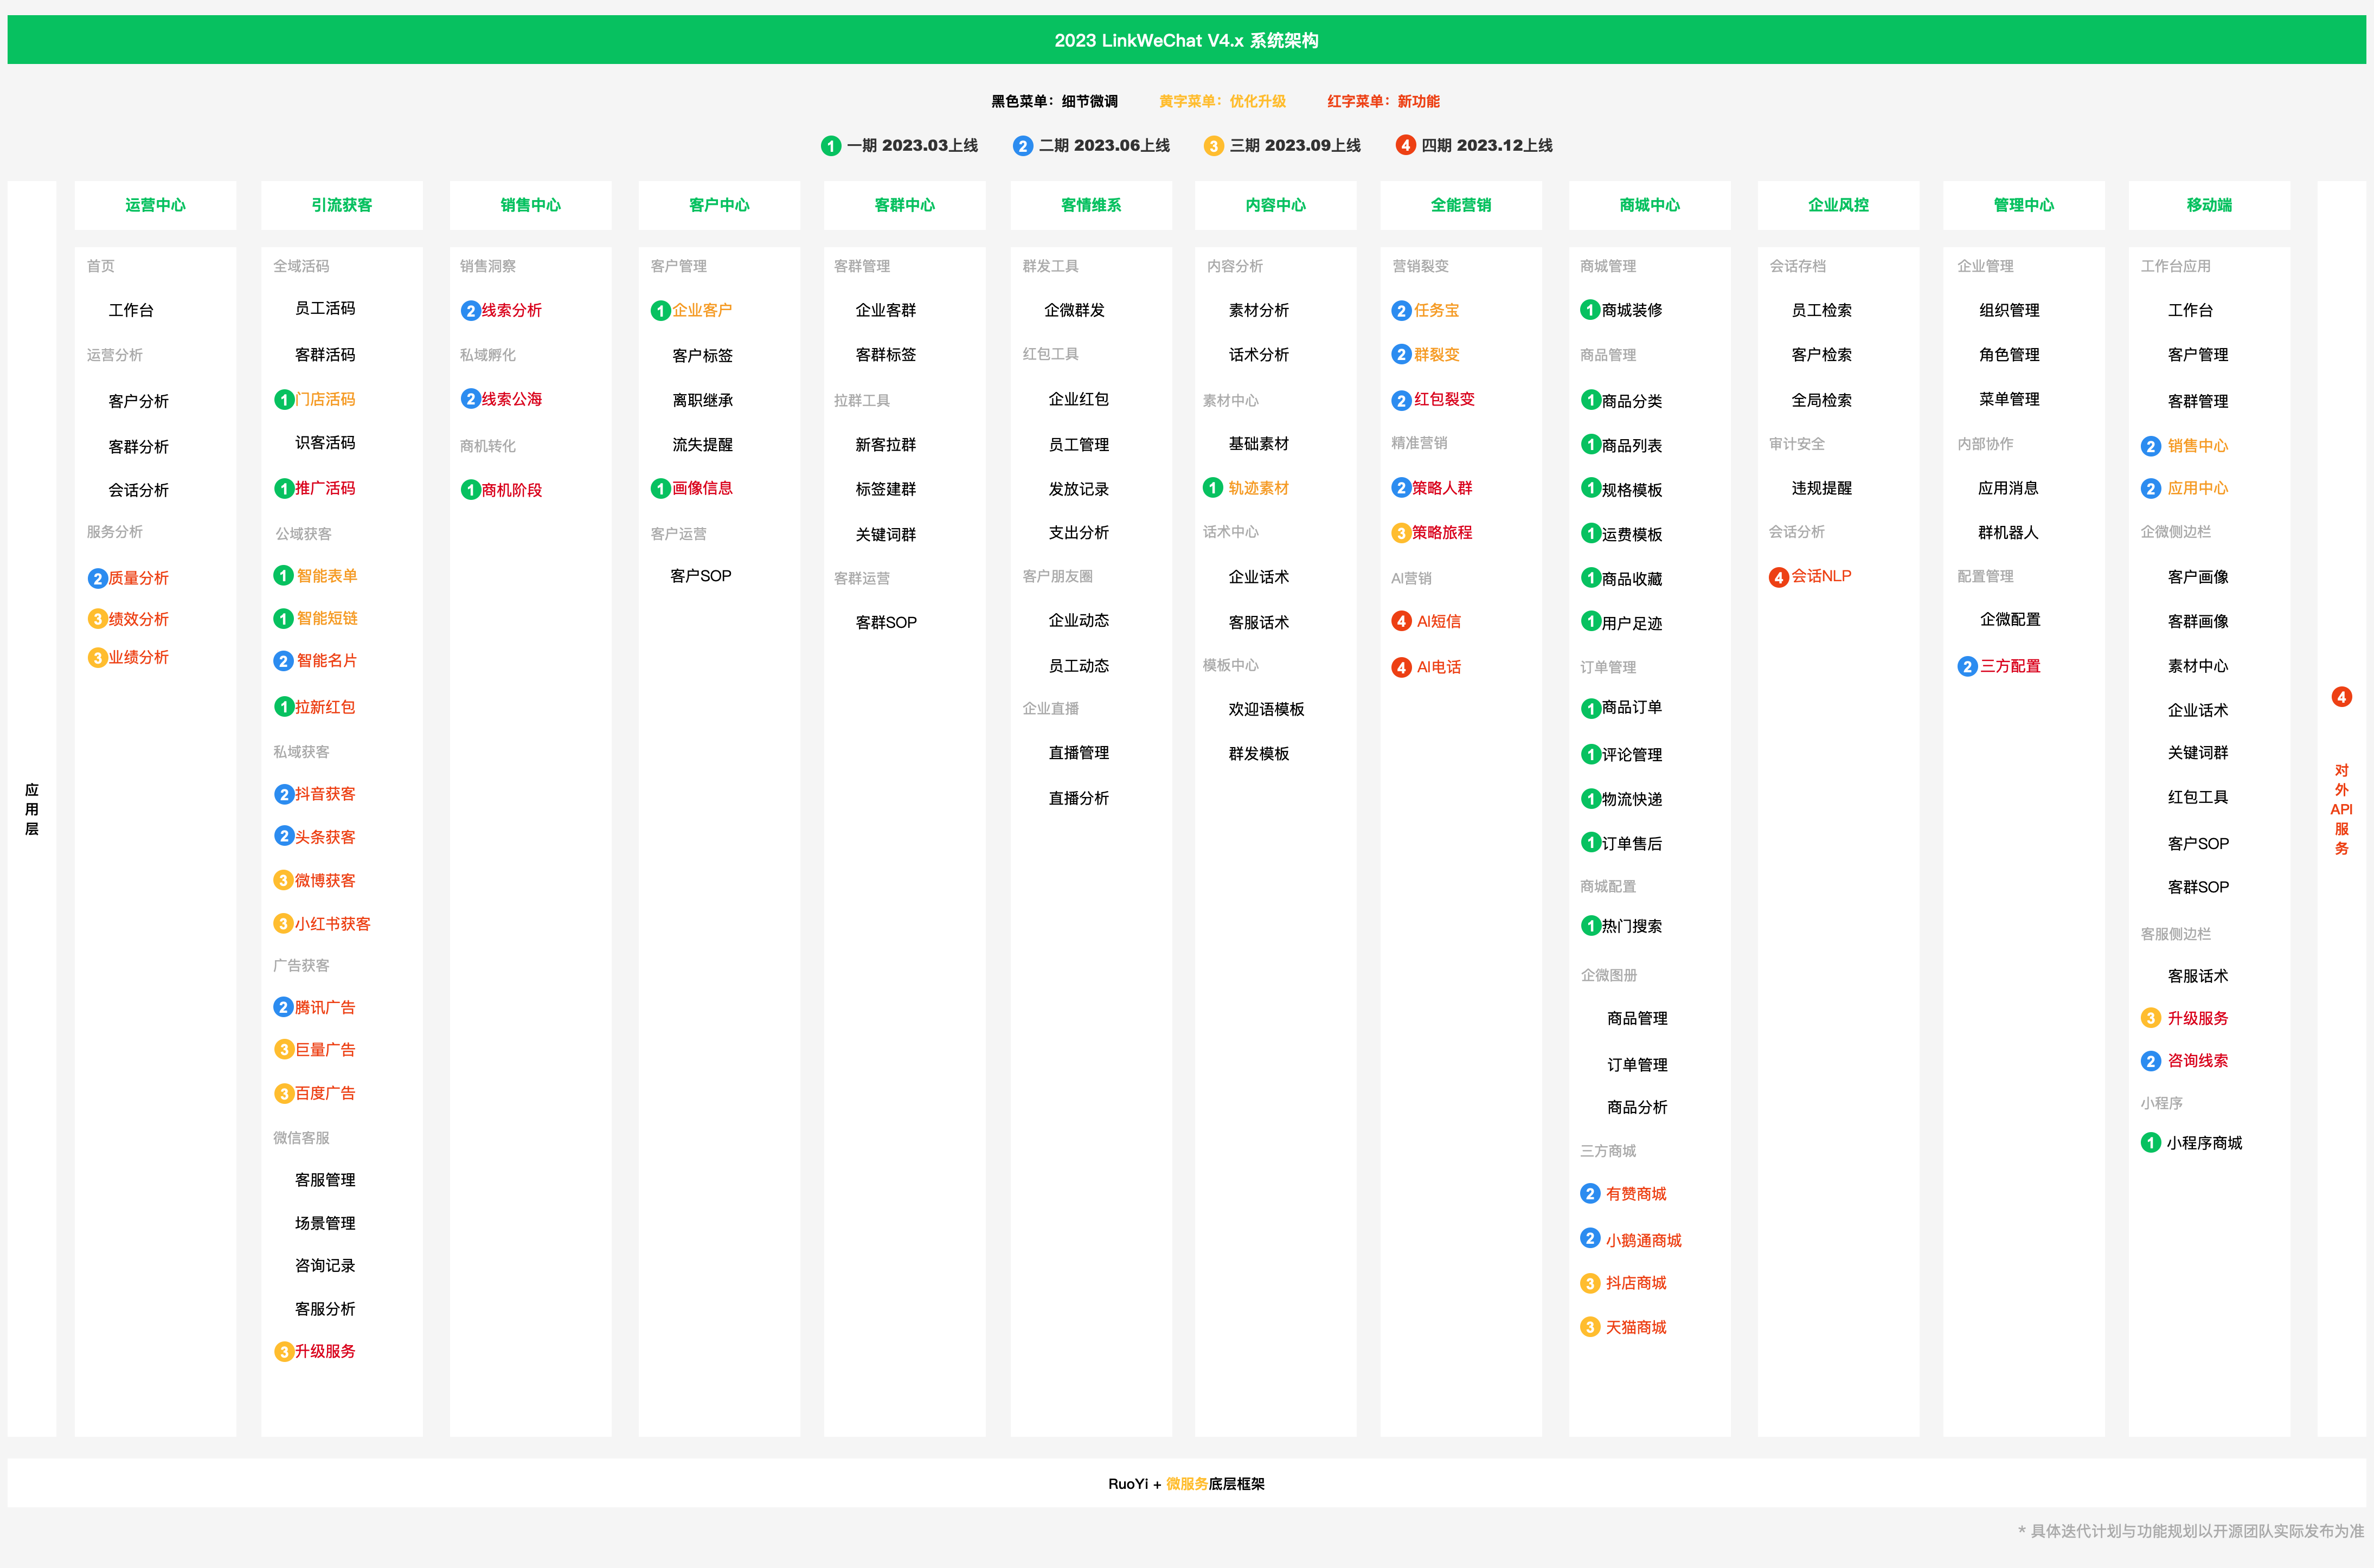 2023 LinkWeChat V4.x 系统架构
黑色菜单：细节微调 黄字菜单：优化升级 红字菜单：新功能
1 一期 2023.03上线 2 二期 2023.06上线 3 三期 2023.09上线 4 四期 2023.12上线
应
用
层
运营中心
首页
工作台
运营分析
客户分析
客群分析
会话分析
服务分析
2 质量分析
3 绩效分析
3 业绩分析
引流获客
全域活码
员工活码
客群活码
1 门店活码
识客活码
1 推广活码
公域获客
1 智能表单
1 智能短链
2 智能名片
1 拉新红包
私域获客
2 抖音获客
2 头条获客
3 微博获客
3 小红书获客
广告获客
2 腾讯广告
3 巨量广告
3 百度广告
微信客服
客服管理
场景管理
咨询记录
客服分析
3 升级服务
销售中心
销售洞察
2 线索分析
私域孵化
2 线索公海
商机转化
1 商机阶段
客户中心
客户管理
1 企业客户
客户标签
离职继承
流失提醒
1 画像信息
客户运营
客户SOP
客群中心
客群管理
企业客群
客群标签
拉群工具
新客拉群
标签建群
关键词群
客群运营
客群SOP
客情维系
群发工具
企微群发
红包工具
企业红包
员工管理
发放记录
支出分析
客户朋友圈
企业动态
员工动态
企业直播
直播管理
直播分析
内容中心
内容分析
素材分析
话术分析
素材中心
基础素材
1 轨迹素材
话术中心
企业话术
客服话术
模板中心
欢迎语模板
群发模板
全能营销
营销裂变
2 任务宝
2 群裂变
2 红包裂变
精准营销
2 策略人群
3 策略旅程
AI营销
4 AI短信
4 AI电话
商城中心
商城管理
1 商城装修
商品管理
1 商品分类
1 商品列表
1 规格模板
1 运费模板
1 商品收藏
1 用户足迹
订单管理
1 商品订单
1 评论管理
1 物流快递
1 订单售后
商城配置
1 热门搜索
企微图册
商品管理
订单管理
商品分析
三方商城
2 有赞商城
2 小鹅通商城
3 抖店商城
3 天猫商城
企业风控
会话存档
员工检索
客户检索
全局检索
审计安全
违规提醒
会话分析
4 会话NLP
管理中心
企业管理
组织管理
角色管理
菜单管理
内部协作
应用消息
群机器人
配置管理
企微配置
2 三方配置
移动端
工作台应用
工作台
客户管理
客群管理
2 销售中心
2 应用中心
企微侧边栏
客户画像
客群画像
素材中心
企业话术
关键词群
红包工具
客户SOP
客群SOP
客服侧边栏
客服话术
3 升级服务
2 咨询线索
小程序
1 小程序商城
4
对
外
API
服
务
RuoYi + 微服务底层框架
* 具体迭代计划与功能规划以开源团队实际发布为准